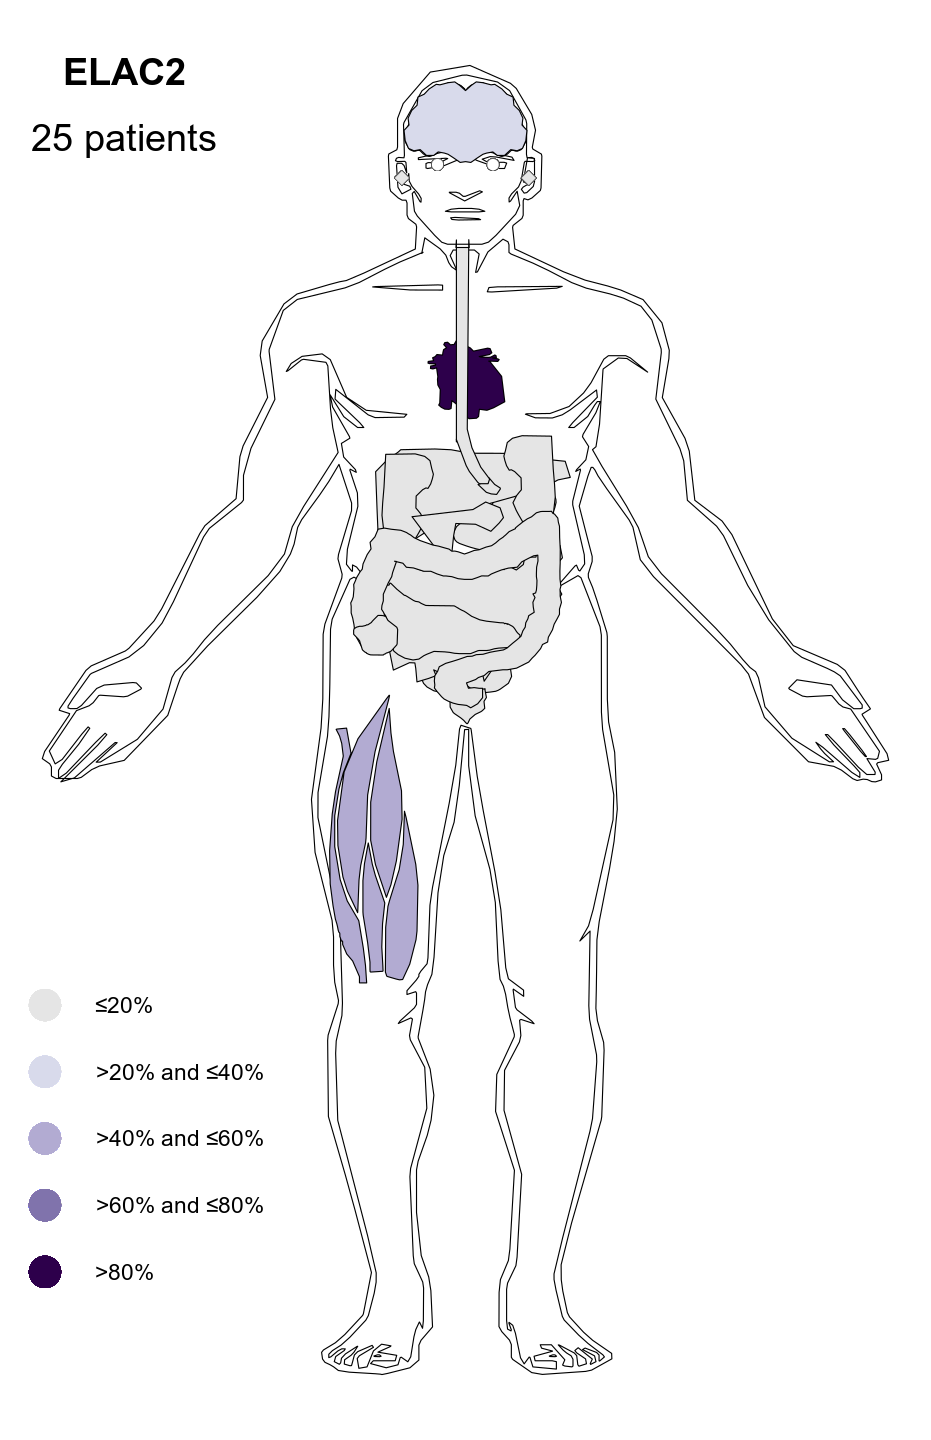 ELAC2
25 patients
≤20%
>20% and ≤40%
>40% and ≤60%
>60% and ≤80%
>80%